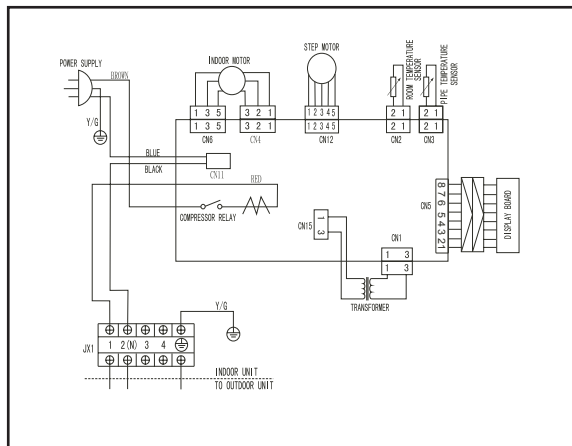 POWER SUPPLY
BROWN
Y/G
INDOOR MOTOR
STEP MOTOR
ROOM TEMPERATURE SENSOR
PIPE TEMPERATURE SENSOR
1 3 5
3 2 1
1 2 3 4 5
2 1
2 1
1 3 5
3 2 1
1 2 3 4 5
2 1
2 1
CN6
CN4
CN12
CN2
CN3
BLUE
BLACK
CN11
RED
COMPRESSOR RELAY
CN5
8 7 6 5 4 3 2 1
DISPLAY BOARD
CN15
1 3
CN1
1 3
1 3
TRANSFORMER
Y/G
JX1
1 2(N) 3 4
INDOOR UNIT
TO OUTDOOR UNIT